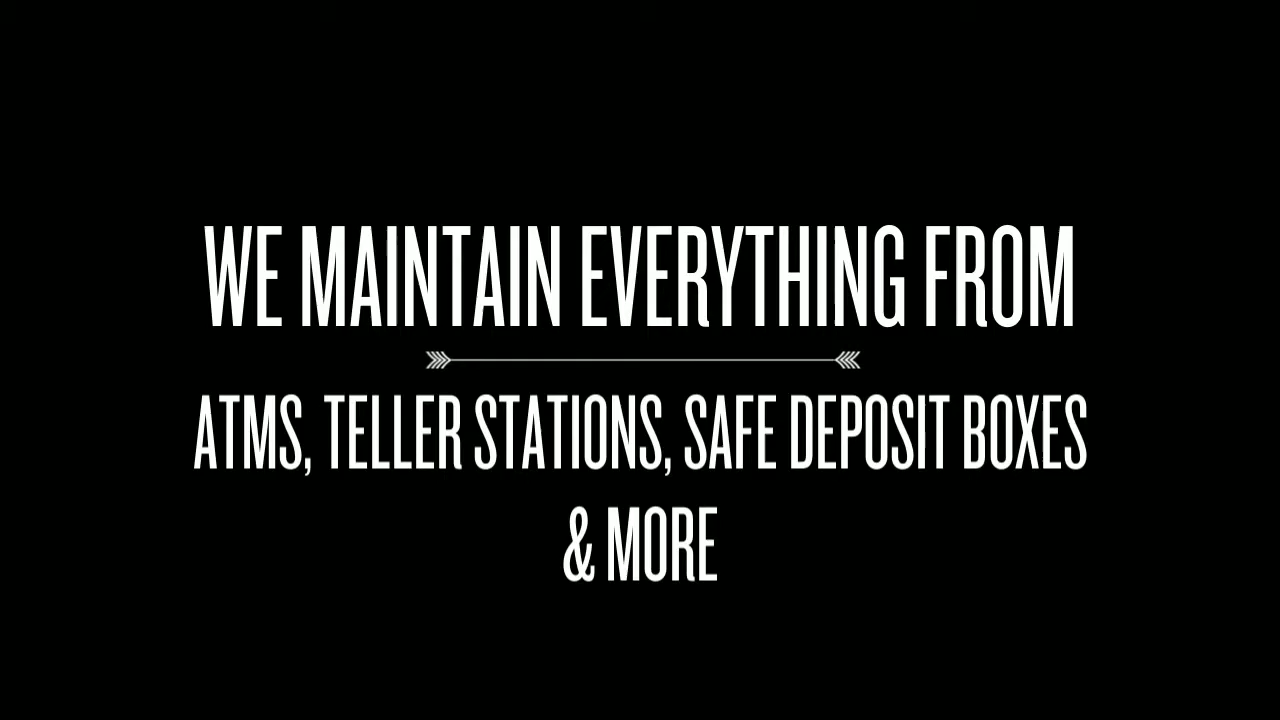 WE MAINTAIN EVERYTHING FROM
ATMS, TELLER STATIONS, SAFE DEPOSIT BOXES
& MORE